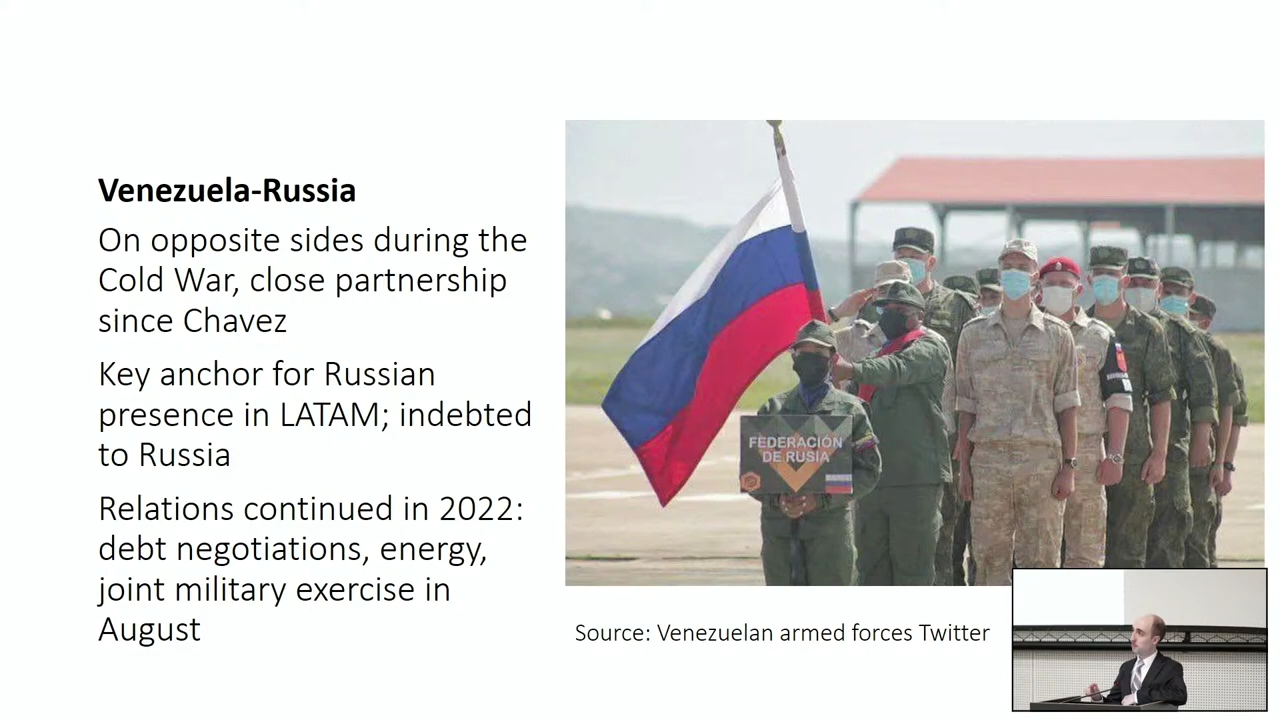 Venezuela-Russia
On opposite sides during the
Cold War, close partnership
since Chavez
Key anchor for Russian
presence in LATAM; indebted
to Russia
Relations continued in 2022:
debt negotiations, energy,
joint military exercise in
August
FEDERACIÓN
DE RUSIA
Source: Venezuelan armed forces Twitter